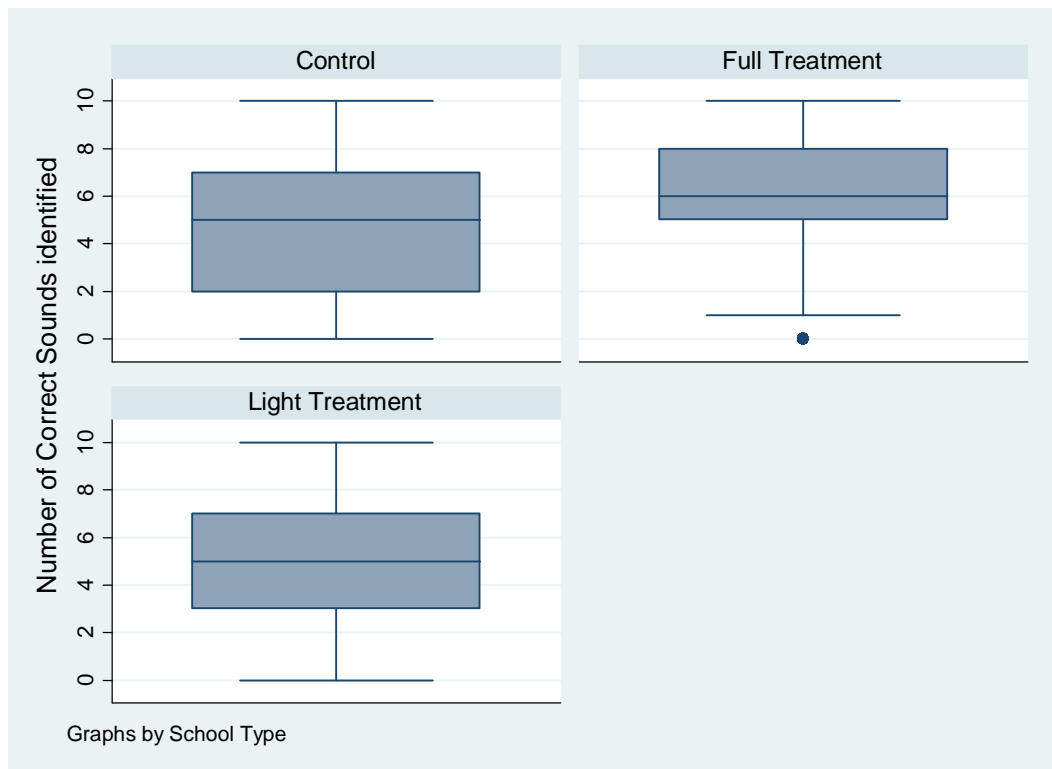 Control
Full Treatment
10
8
6
4
2
0
Light Treatment
10
8
6
4
2
0
Number of Correct Sounds identified
Graphs by School Type